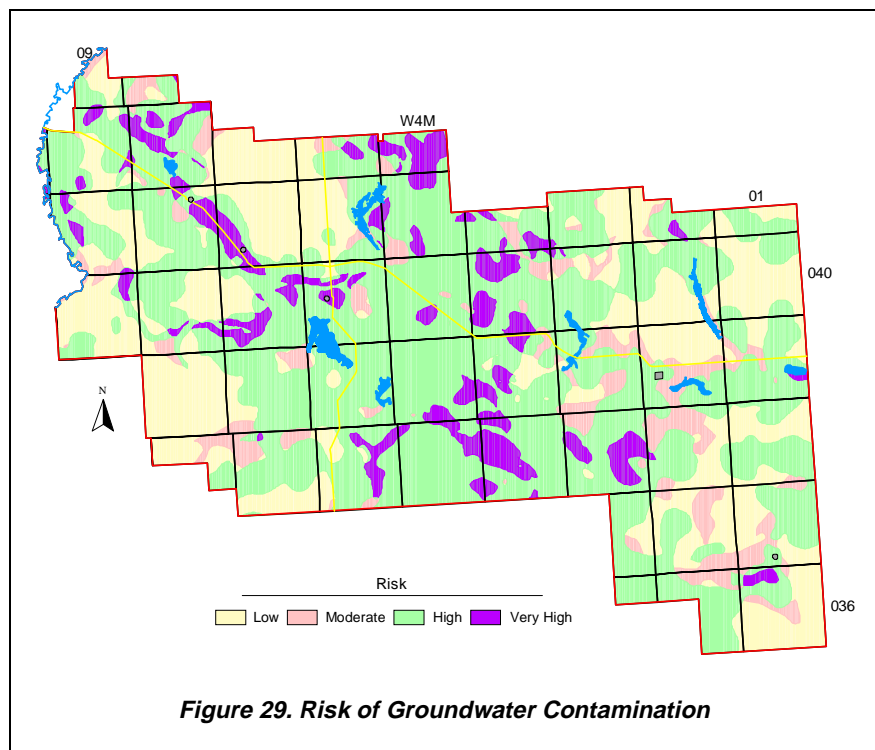 09
W4M
01
040
N
036
Risk
Low Moderate High Very High
Figure 29. Risk of Groundwater Contamination